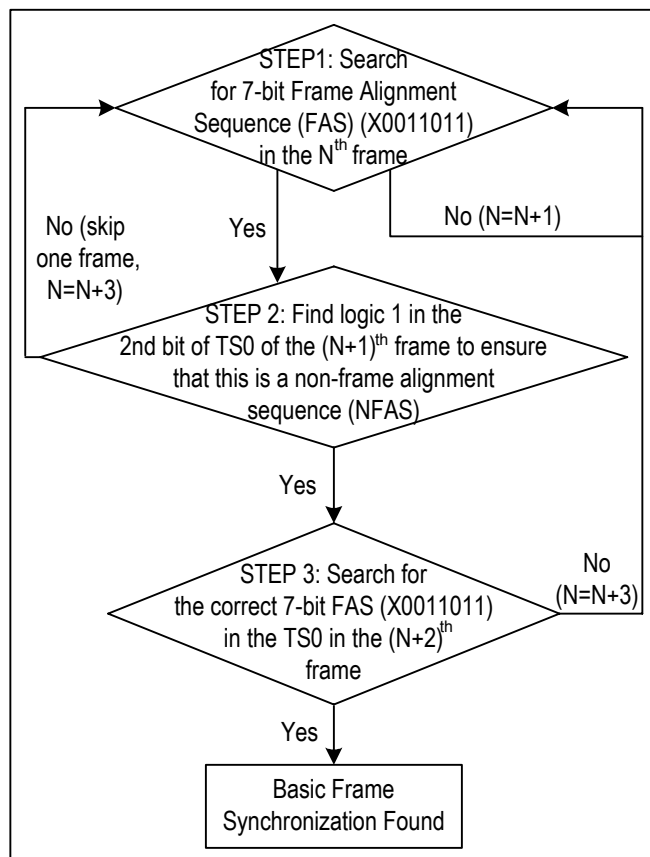 STEP1: Search
for 7-bit Frame Alignment
Sequence (FAS) (X0011011)
in the Nth frame
No (skip
one frame,
N=N+3)
Yes
No (N=N+1)
STEP 2: Find logic 1 in the
2nd bit of TS0 of the (N+1)th frame to ensure
that this is a non-frame alignment
sequence (NFAS)
Yes
STEP 3: Search for
the correct 7-bit FAS (X0011011)
in the TS0 in the (N+2)th
frame
No
(N=N+3)
Yes
Basic Frame
Synchronization Found